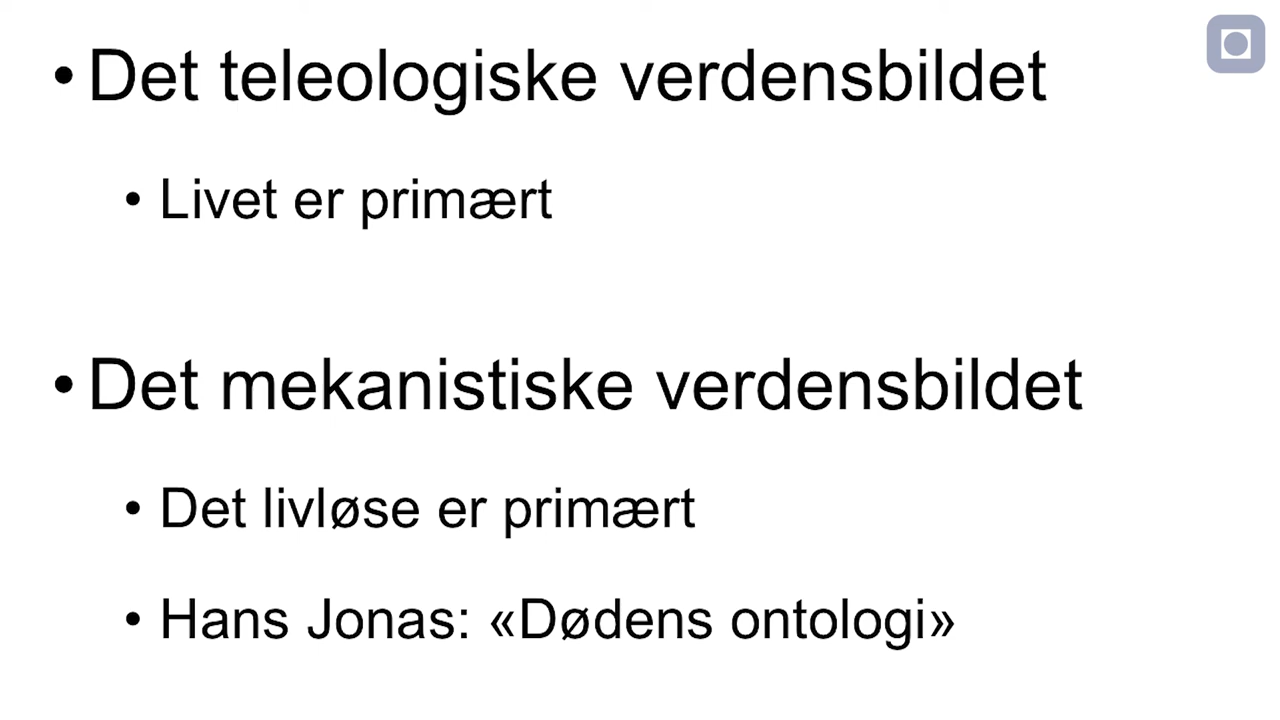 • Det teleologiske verdensbildet
• Livet er primært
• Det mekanistiske verdensbildet
• Det livløse er primært
• Hans Jonas: «Dødens ontologi»